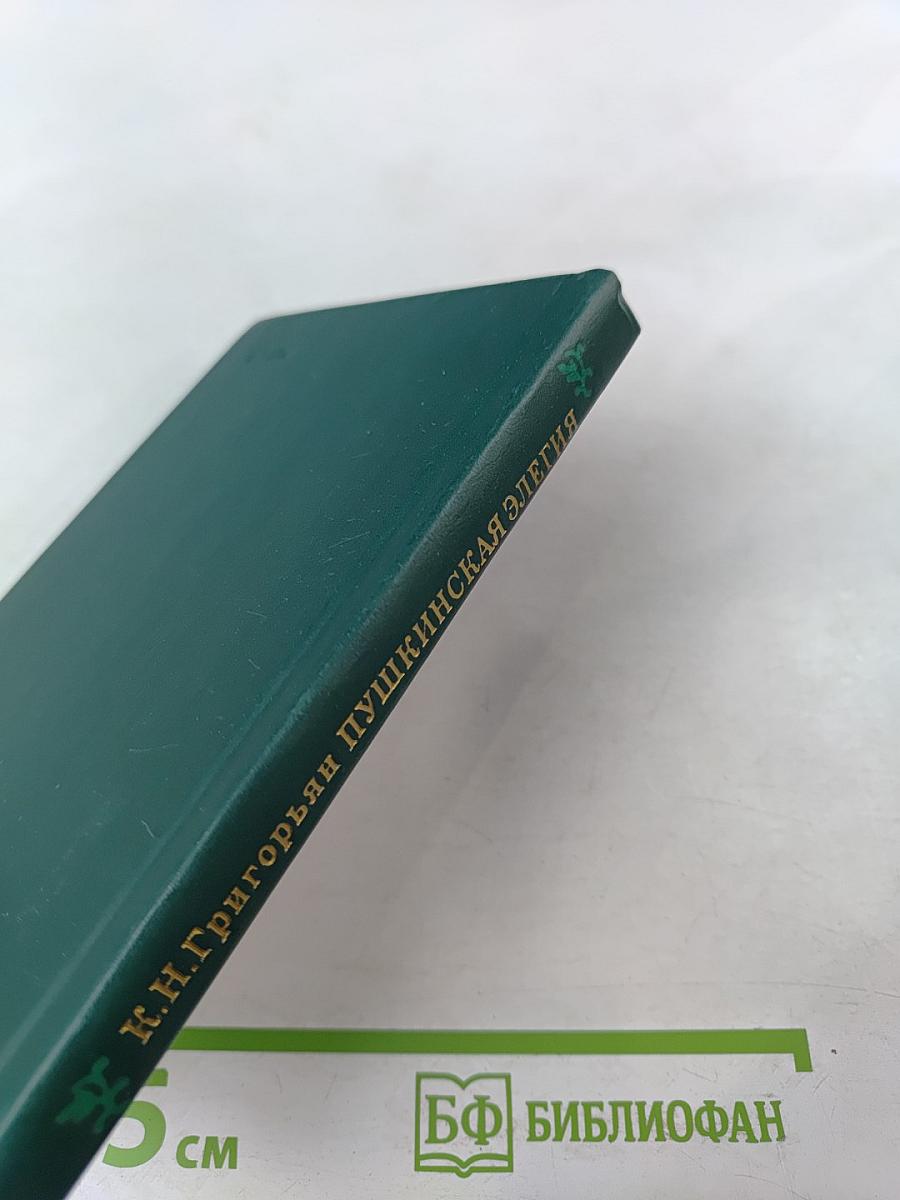 К.Н.Григорьян ПУШКИНСКАЯ ЭЛЕГИЯ
5 см
БФ БИБЛИОФАН